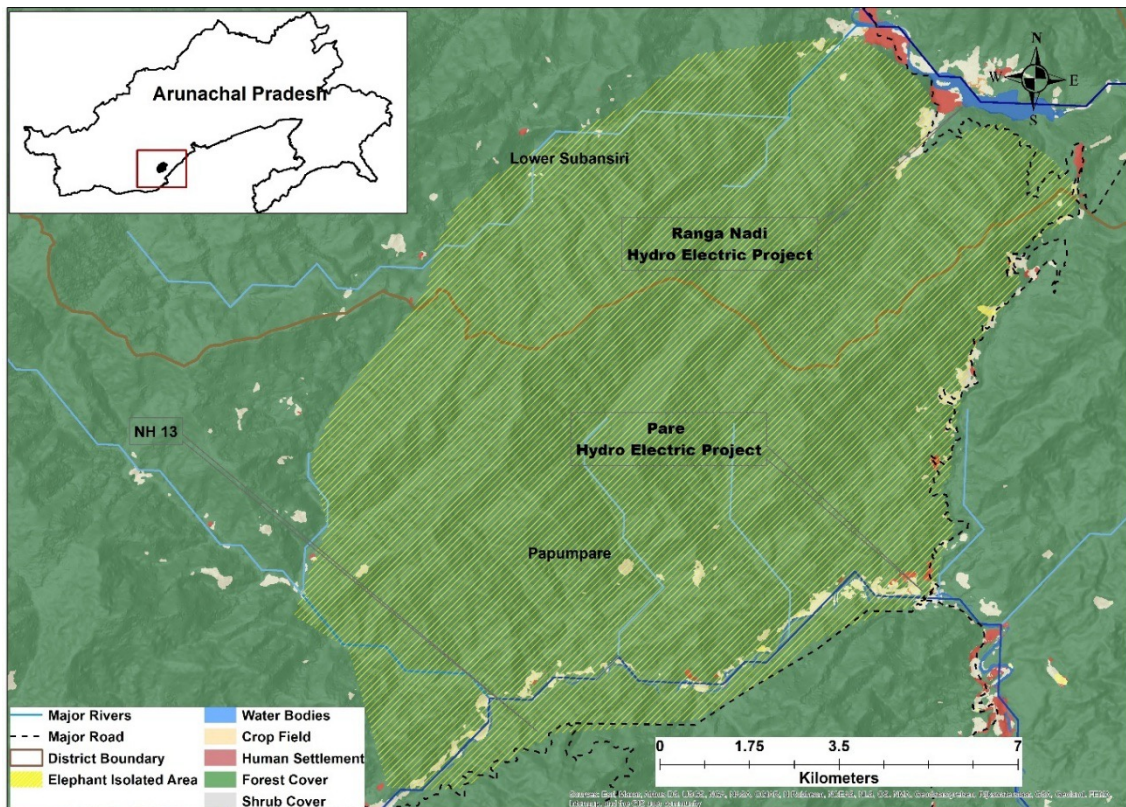 Arunachal Pradesh
N
W E
S
Lower Subansiri
Ranga Nadi
Hydro Electric Project
NH 13
Pare
Hydro Electric Project
Papumpare
Major Rivers
Major Road
District Boundary
Elephant Isolated Area
Water Bodies
Crop Field
Human Settlement
Forest Cover
Shrub Cover
0 1.75 3.5 7
Kilometers
community